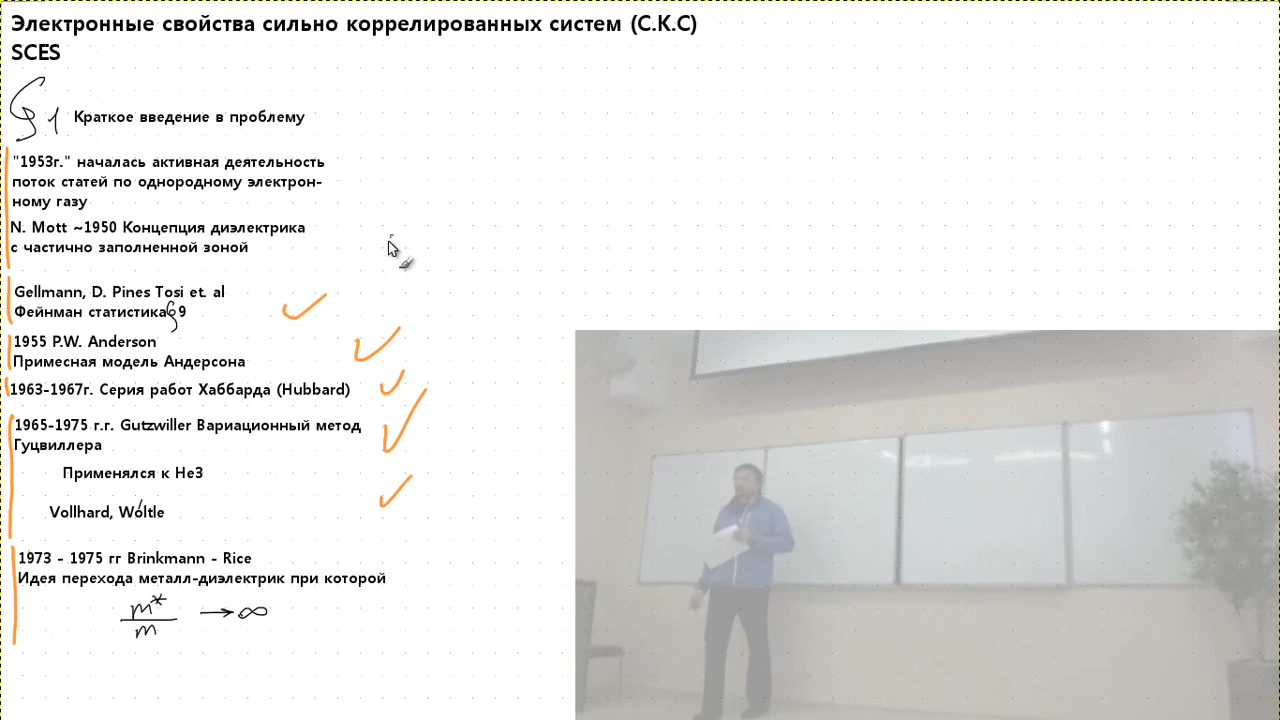 Электронные свойства сильно коррелированных систем (С.К.С)
SCES
§ 1 Краткое введение в проблему
"1953г." началась активная деятельность
поток статей по однородному электрон-
ному газу
N. Mott ~1950 Концепция диэлектрика
с частично заполненной зоной
Gellmann, D. Pines Tosi et. al
Фейнман статистика§9
1955 P.W. Anderson
Примесная модель Андерсона
1963-1967г. Серия работ Хаббарда (Hubbard)
1965-1975 г.г. Gutzwiller Вариационный метод
Гуцвиллера
Применялся к Не3
Vollhard, Woltle
1973 - 1975 гг Brinkmann - Rice
Идея перехода металл-диэлектрик при которой
m*/m → ∞